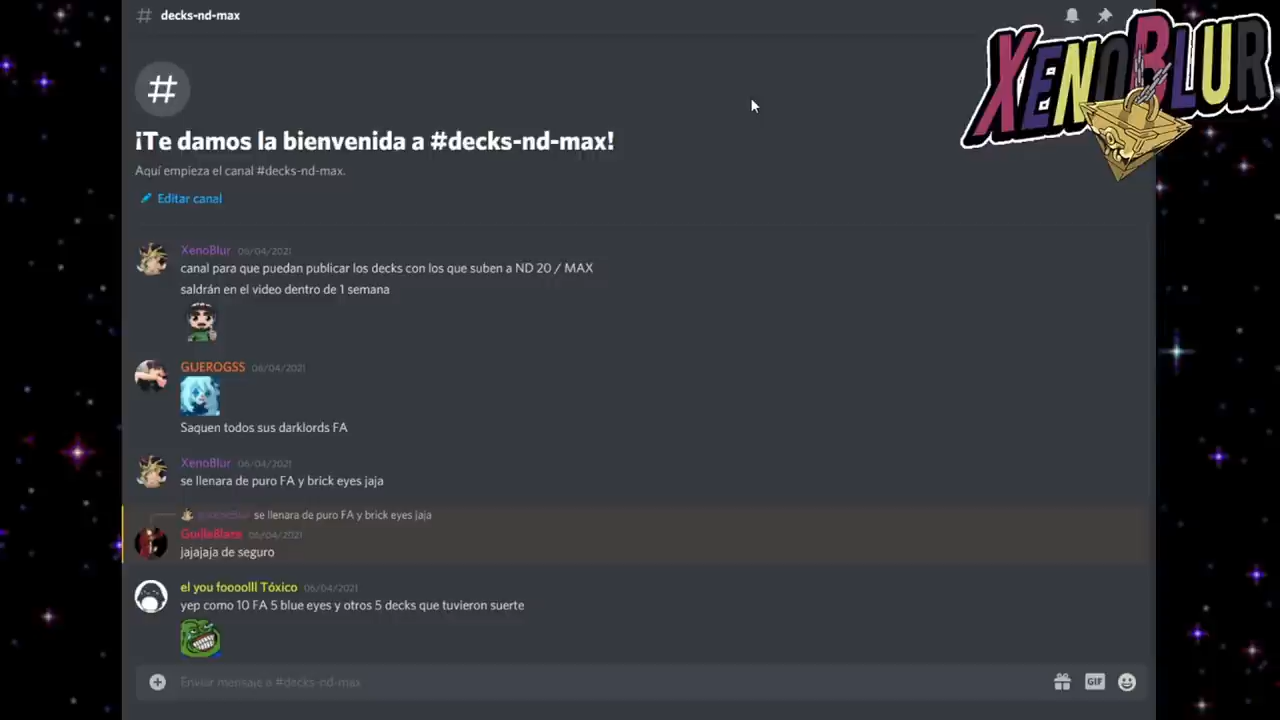 decks-nd-max
XENOBLUR
¡Te damos la bienvenida a #decks-nd-max!
Aquí empieza el canal #decks-nd-max.
Editar canal
XenoBlur 06/04/2021
canal para que puedan publicar los decks con los que suben a ND 20 / MAX
saldrán en el video dentro de 1 semana
GUEROGSS 06/04/2021
Saquen todos sus darklords FA
XenoBlur 06/04/2021
se llenara de puro FA y brick eyes jaja
se llenara de puro FA y brick eyes jaja
GuilleBlaze 06/04/2021
jajajaja de seguro
el you foooolll Tóxico 06/04/2021
yep como 10 FA 5 blue eyes y otros 5 decks que tuvieron suerte
Enviar mensaje a #decks-nd-max
GIF